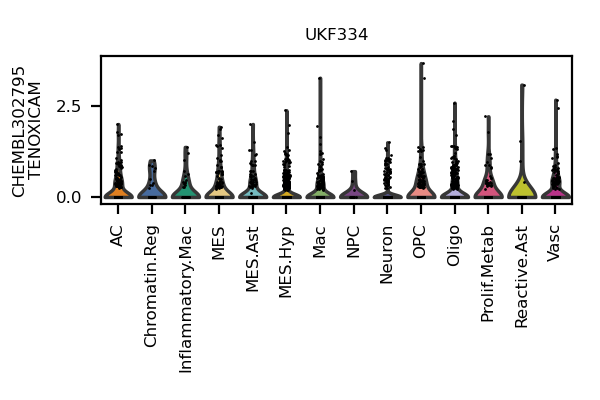 UKF334
CHEMBL302795
TENOXICAM
2.5
0.0
AC
Chromatin.Reg
Inflammatory.Mac
MES
MES.Ast
MES.Hyp
Mac
NPC
Neuron
OPC
Oligo
Prolif.Metab
Reactive.Ast
Vasc